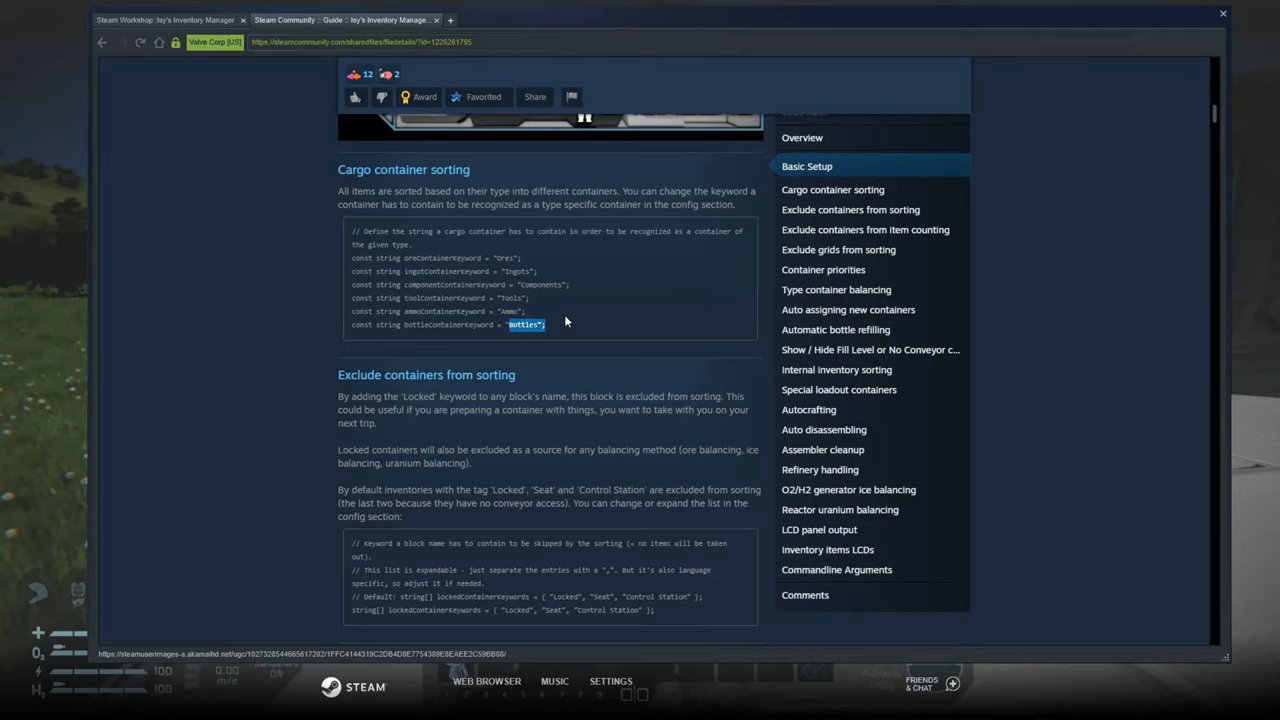 Steam Workshop: Isy's Inventory Manager
Steam Community :: Guide :: Isy's Inventory Manage...
Valve Corp [US]
https://steamcommunity.com/sharedfiles/filedetails/?id=1226261795
12
2
Award
Favorited
Share
Overview
Basic Setup
Cargo container sorting
Exclude containers from sorting
Exclude containers from item counting
Exclude grids from sorting
Container priorities
Type container balancing
Auto assigning new containers
Automatic bottle refilling
Show / Hide Fill Level or No Conveyor c...
Internal inventory sorting
Special loadout containers
Autocrafting
Auto disassembling
Assembler cleanup
Refinery handling
O2/H2 generator ice balancing
Reactor uranium balancing
LCD panel output
Inventory items LCDs
Commandline Arguments
Comments
Cargo container sorting
All items are sorted based on their type into different containers. You can change the keyword a
container has to contain to be recognized as a type specific container in the config section.
// Define the string a cargo container has to contain in order to be recognized as a container of
the given type.
const string oreContainerKeyword = "Ores";
const string ingotContainerKeyword = "Ingots";
const string componentContainerKeyword = "Components";
const string toolContainerKeyword = "Tools";
const string ammoContainerKeyword = "Ammo";
const string bottleContainerKeyword = "Bottles";
Exclude containers from sorting
By adding the 'Locked' keyword to any block's name, this block is excluded from sorting. This
could be useful if you are preparing a container with things, you want to take with you on your
next trip.
Locked containers will also be excluded as a source for any balancing method (ore balancing, ice
balancing, uranium balancing).
By default inventories with the tag 'Locked', 'Seat' and 'Control Station' are excluded from sorting
(the last two because they have no conveyor access). You can change or expand the list in the
config section:
// Keyword a block name has to contain to be skipped by the sorting (= no items will be taken
out).
// This list is expandable - just separate the entries with a ",". But it's also language
specific, so adjust it if needed.
// Default: string[] lockedContainerKeywords = { "Locked", "Seat", "Control Station" };
string[] lockedContainerKeywords = { "Locked", "Seat", "Control Station" };
O₂
H₂
100
100
0.00
m/s
ON
STEAM
WEB BROWSER
MUSIC
SETTINGS
FRIENDS
& CHAT